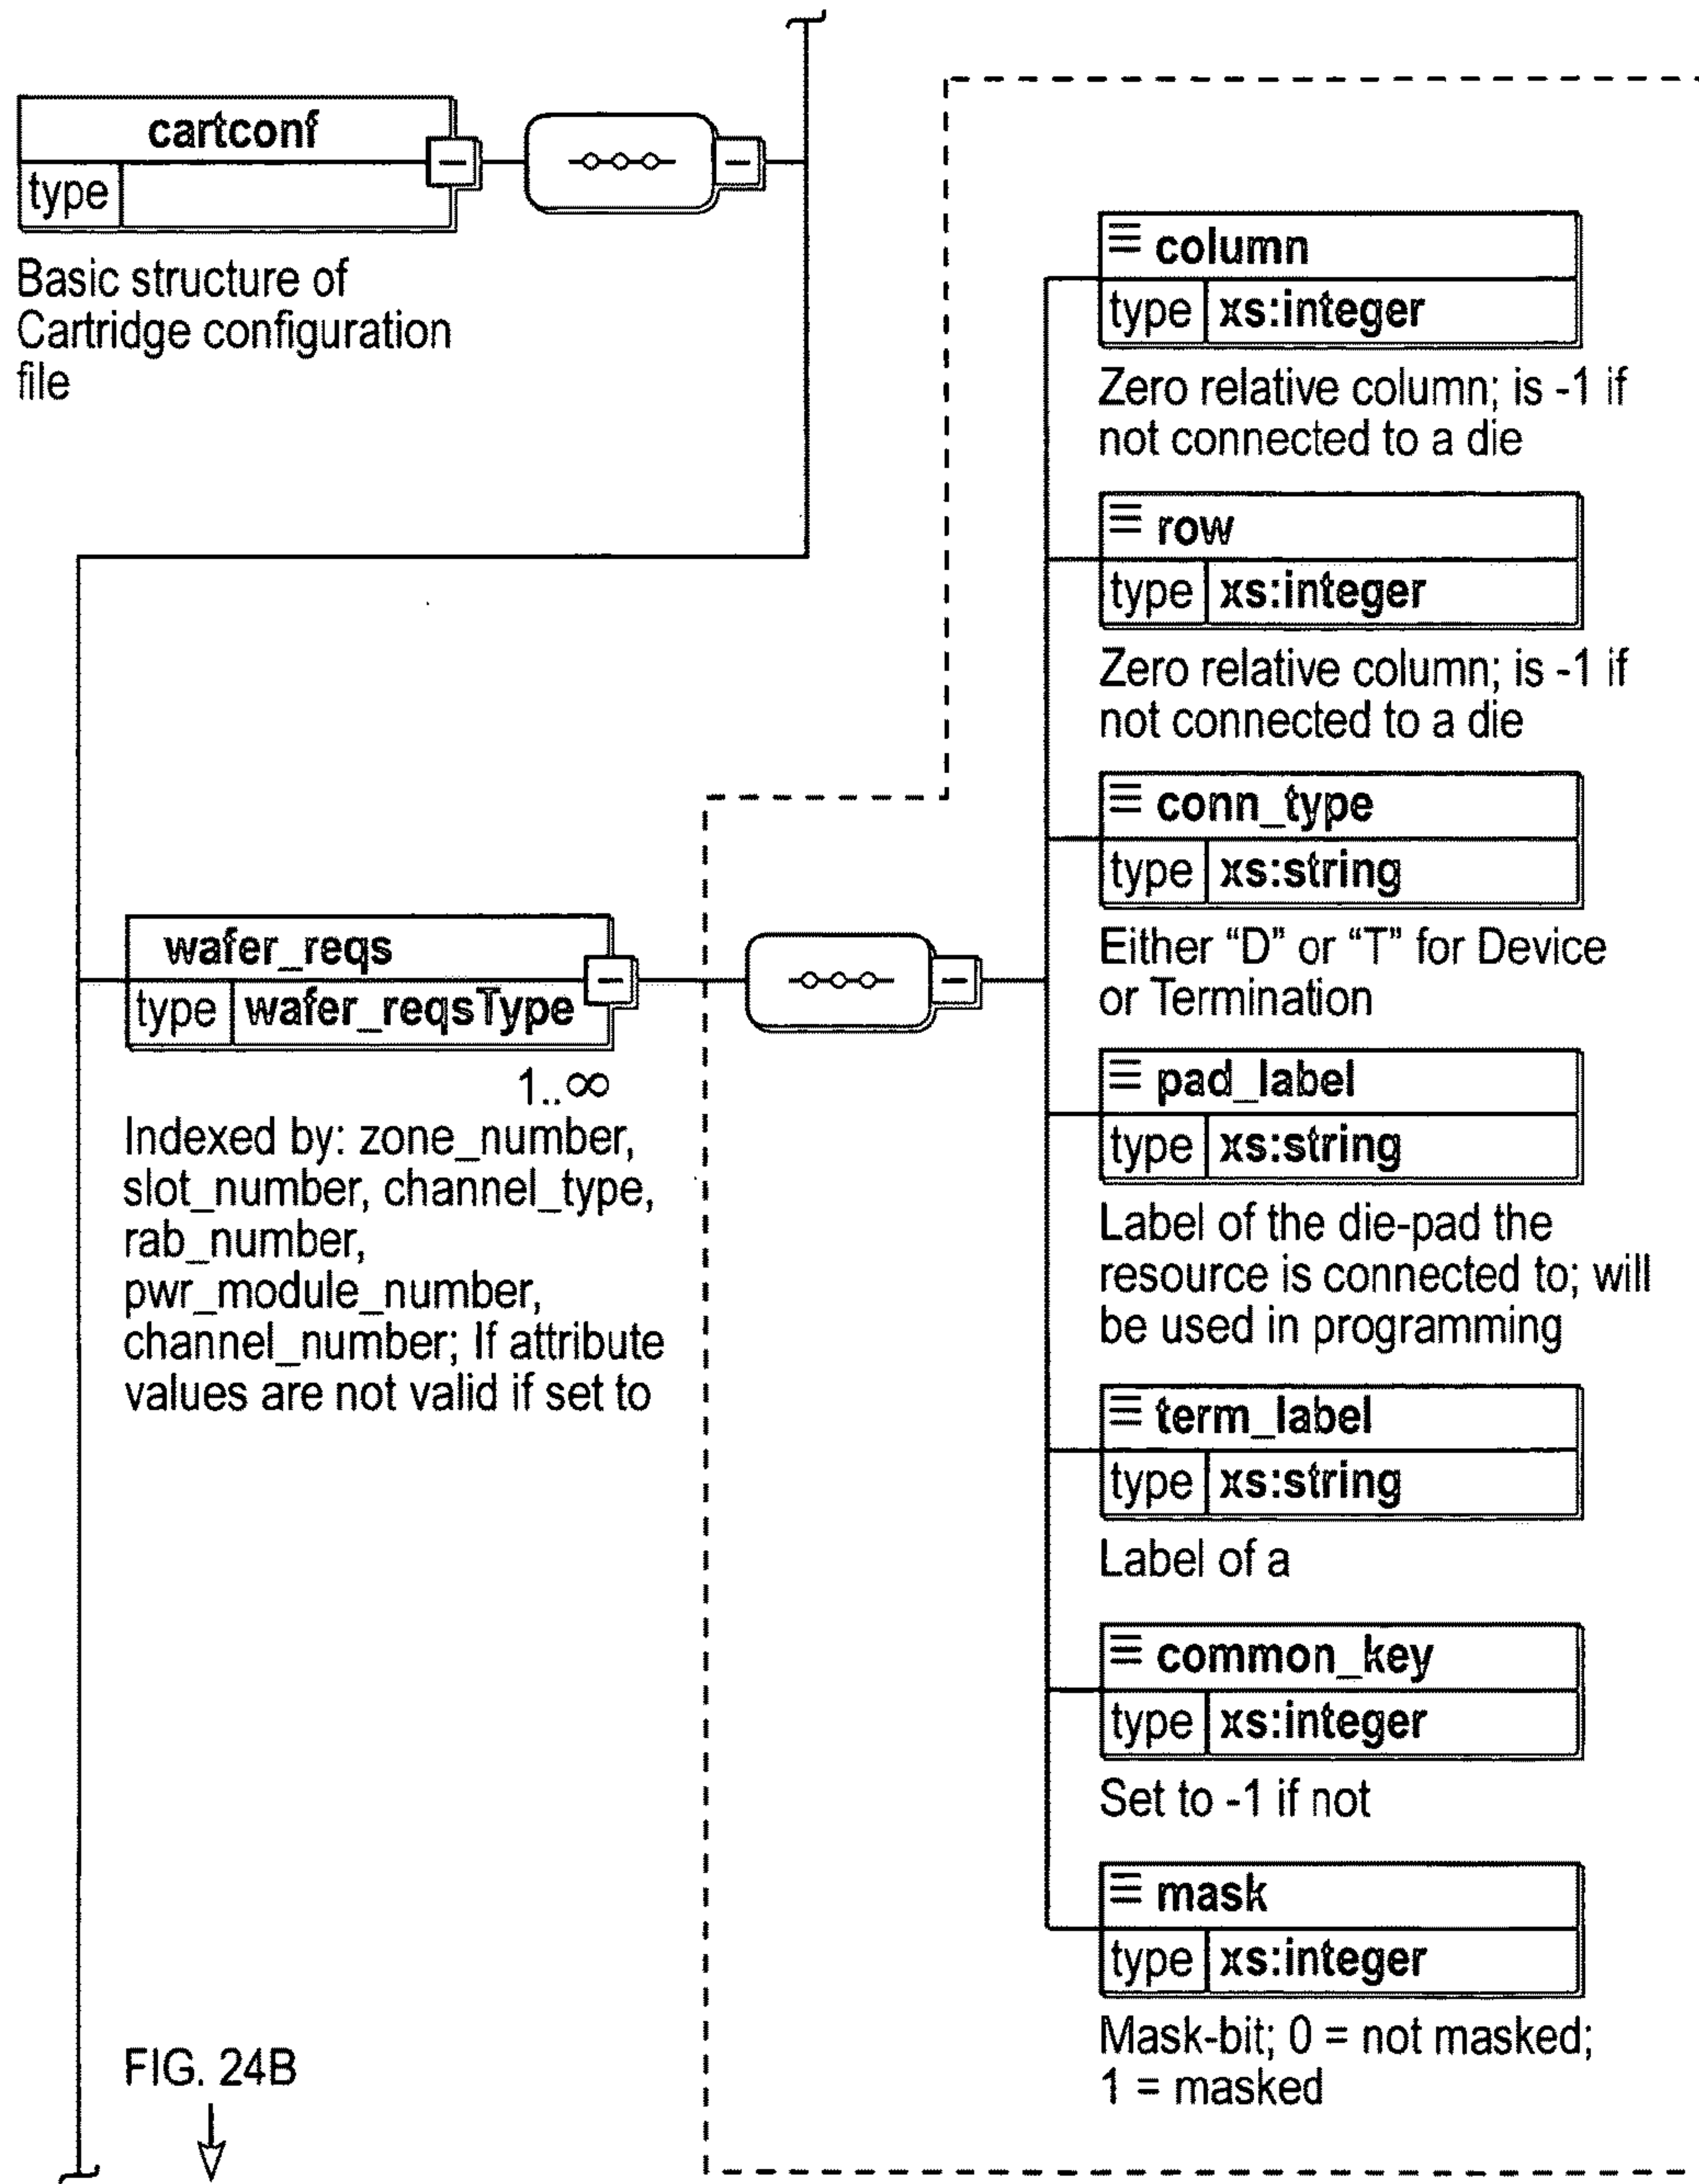 cartconf
type
Basic structure of
Cartridge configuration
file
column
type xs:integer
Zero relative column; is -1 if
not connected to a die
row
type xs:integer
Zero relative column; is -1 if
not connected to a die
conn_type
type xs:string
Either “D” or “T” for Device
or Termination
wafer_reqs
type wafer_reqsType
1..∞
Indexed by: zone_number,
slot_number, channel_type,
rab_number,
pwr_module_number,
channel_number; If attribute
values are not valid if set to
pad_label
type xs:string
Label of the die-pad the
resource is connected to; will
be used in programming
term_label
type xs:string
Label of a
common_key
type xs:integer
Set to -1 if not
mask
type xs:integer
Mask-bit; 0 = not masked;
1 = masked
FIG. 24B